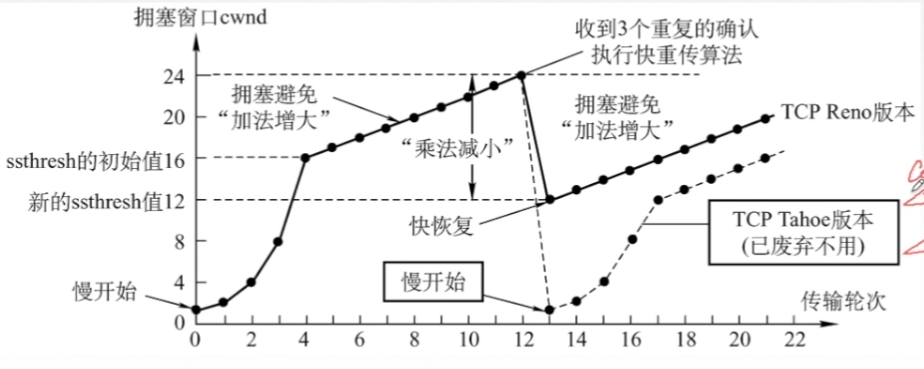 拥塞窗口cwnd
收到3个重复的确认
执行快重传算法
24
拥塞避免
“加法增大”
拥塞避免
“加法增大”
20
TCP Reno版本
“乘法减小”
ssthresh的初始值16
新的ssthresh值12
快恢复
TCP Tahoe版本
(已废弃不用)
8
4
慢开始
慢开始
传输轮次
0
0 2 4 6 8 10 12 14 16 18 20 22